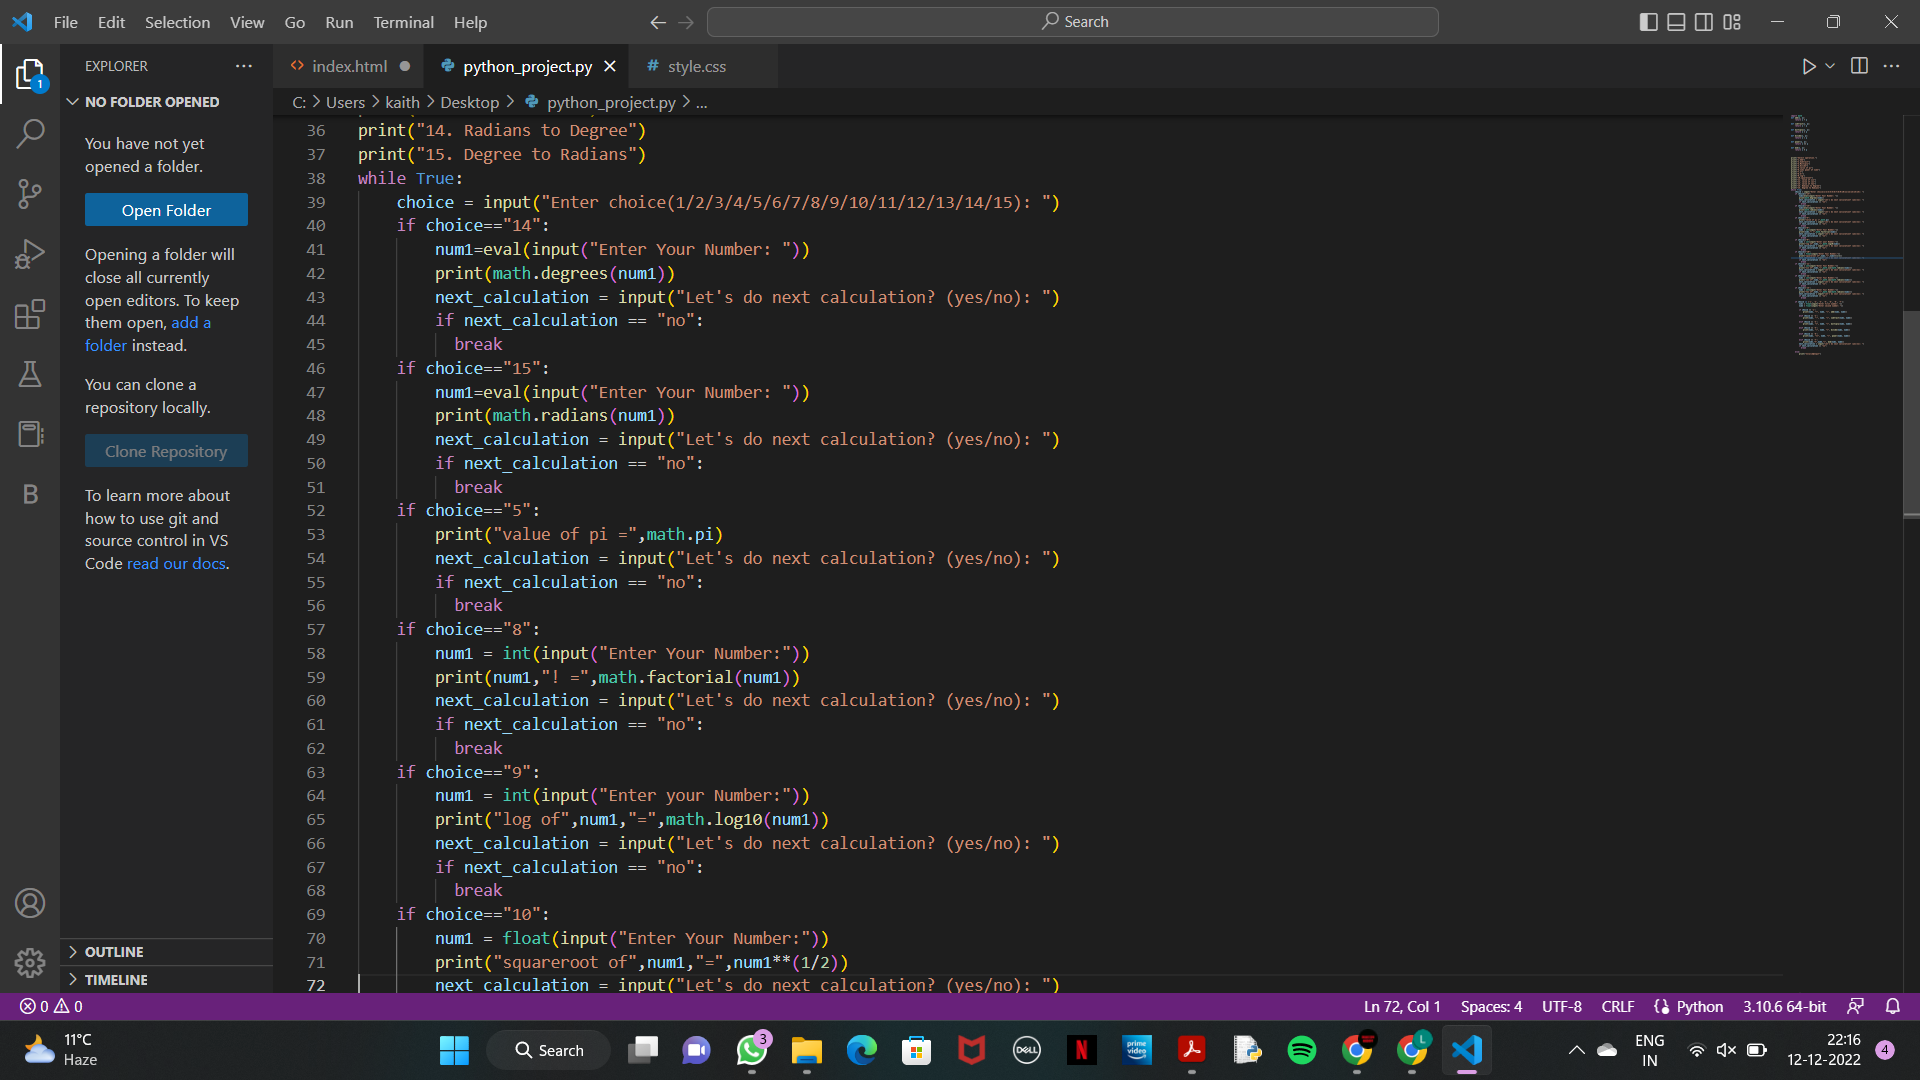 File Edit Selection View Go Run Terminal Help
Search
EXPLORER
index.html
python_project.py
# style.css
NO FOLDER OPENED
C: > Users > kaith > Desktop > python_project.py > ...
1
You have not yet
opened a folder.
Open Folder
Opening a folder will
close all currently
open editors. To keep
them open, add a
folder instead.
You can clone a
repository locally.
Clone Repository
To learn more about
how to use git and
source control in VS
Code read our docs.
B
OUTLINE
TIMELINE
36 print("14. Radians to Degree")
37 print("15. Degree to Radians")
38 while True:
39     choice = input("Enter choice(1/2/3/4/5/6/7/8/9/10/11/12/13/14/15): ")
40     if choice=="14":
41         num1=eval(input("Enter Your Number: "))
42         print(math.degrees(num1))
43         next_calculation = input("Let's do next calculation? (yes/no): ")
44         if next_calculation == "no":
45           break
46     if choice=="15":
47         num1=eval(input("Enter Your Number: "))
48         print(math.radians(num1))
49         next_calculation = input("Let's do next calculation? (yes/no): ")
50         if next_calculation == "no":
51           break
52     if choice=="5":
53         print("value of pi =",math.pi)
54         next_calculation = input("Let's do next calculation? (yes/no): ")
55         if next_calculation == "no":
56           break
57     if choice=="8":
58         num1 = int(input("Enter Your Number:"))
59         print(num1,"! =",math.factorial(num1))
60         next_calculation = input("Let's do next calculation? (yes/no): ")
61         if next_calculation == "no":
62           break
63     if choice=="9":
64         num1 = int(input("Enter your Number:"))
65         print("log of",num1,"=",math.log10(num1))
66         next_calculation = input("Let's do next calculation? (yes/no): ")
67         if next_calculation == "no":
68           break
69     if choice=="10":
70         num1 = float(input("Enter Your Number:"))
71         print("squareroot of",num1,"=",num1**(1/2))
72         next_calculation = input("Let's do next calculation? (yes/no): ")
0 0
Ln 72, Col 1 Spaces: 4 UTF-8 CRLF Python 3.10.6 64-bit
11°C
Haze
Search
3
DELL
N
prime
video
L
ENG
IN
22:16
12-12-2022
4